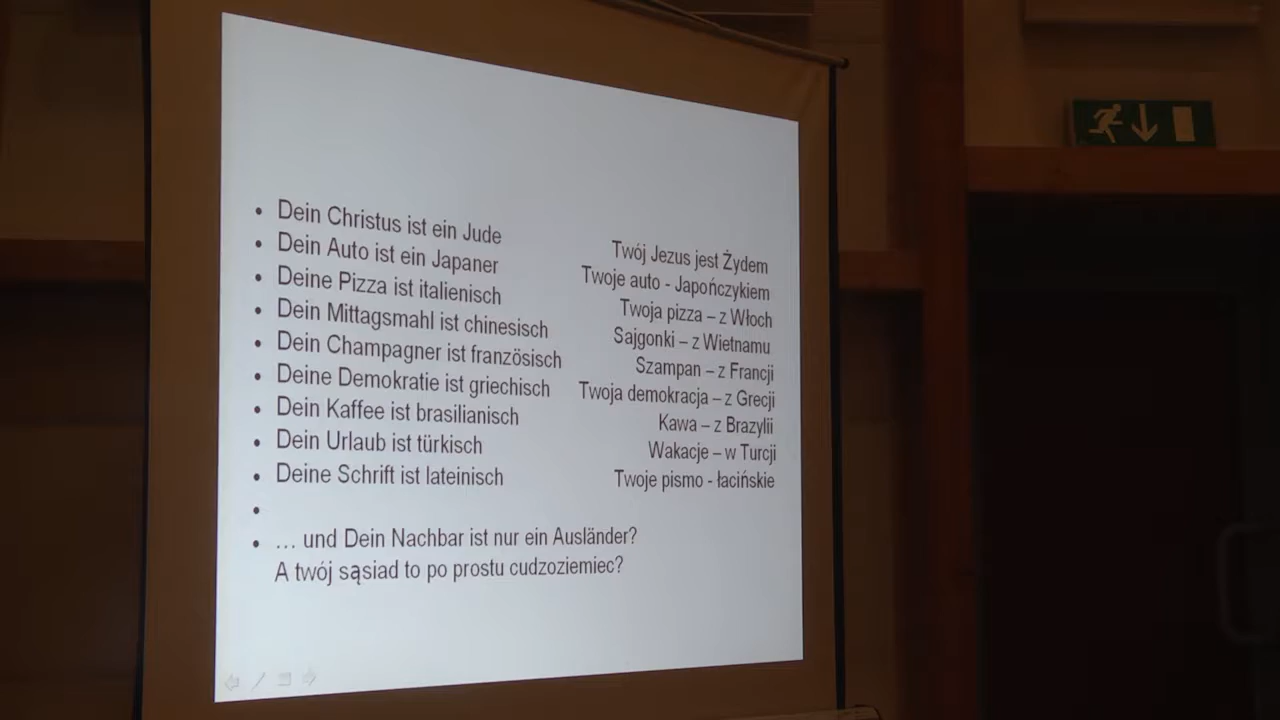 Dein Christus ist ein Jude
Twój Jezus jest Żydem
Dein Auto ist ein Japaner
Twoje auto - Japończykiem
Deine Pizza ist italienisch
Twoja pizza – z Włoch
Dein Mittagsmahl ist chinesisch
Sajgonki – z Wietnamu
Dein Champagner ist französisch
Szampan – z Francji
Deine Demokratie ist griechisch
Twoja demokracja – z Grecji
Dein Kaffee ist brasilianisch
Kawa – z Brazylii
Dein Urlaub ist türkisch
Wakacje – w Turcji
Deine Schrift ist lateinisch
Twoje pismo - łacińskie
… und Dein Nachbar ist nur ein Ausländer?
A twój sąsiad to po prostu cudzoziemiec?